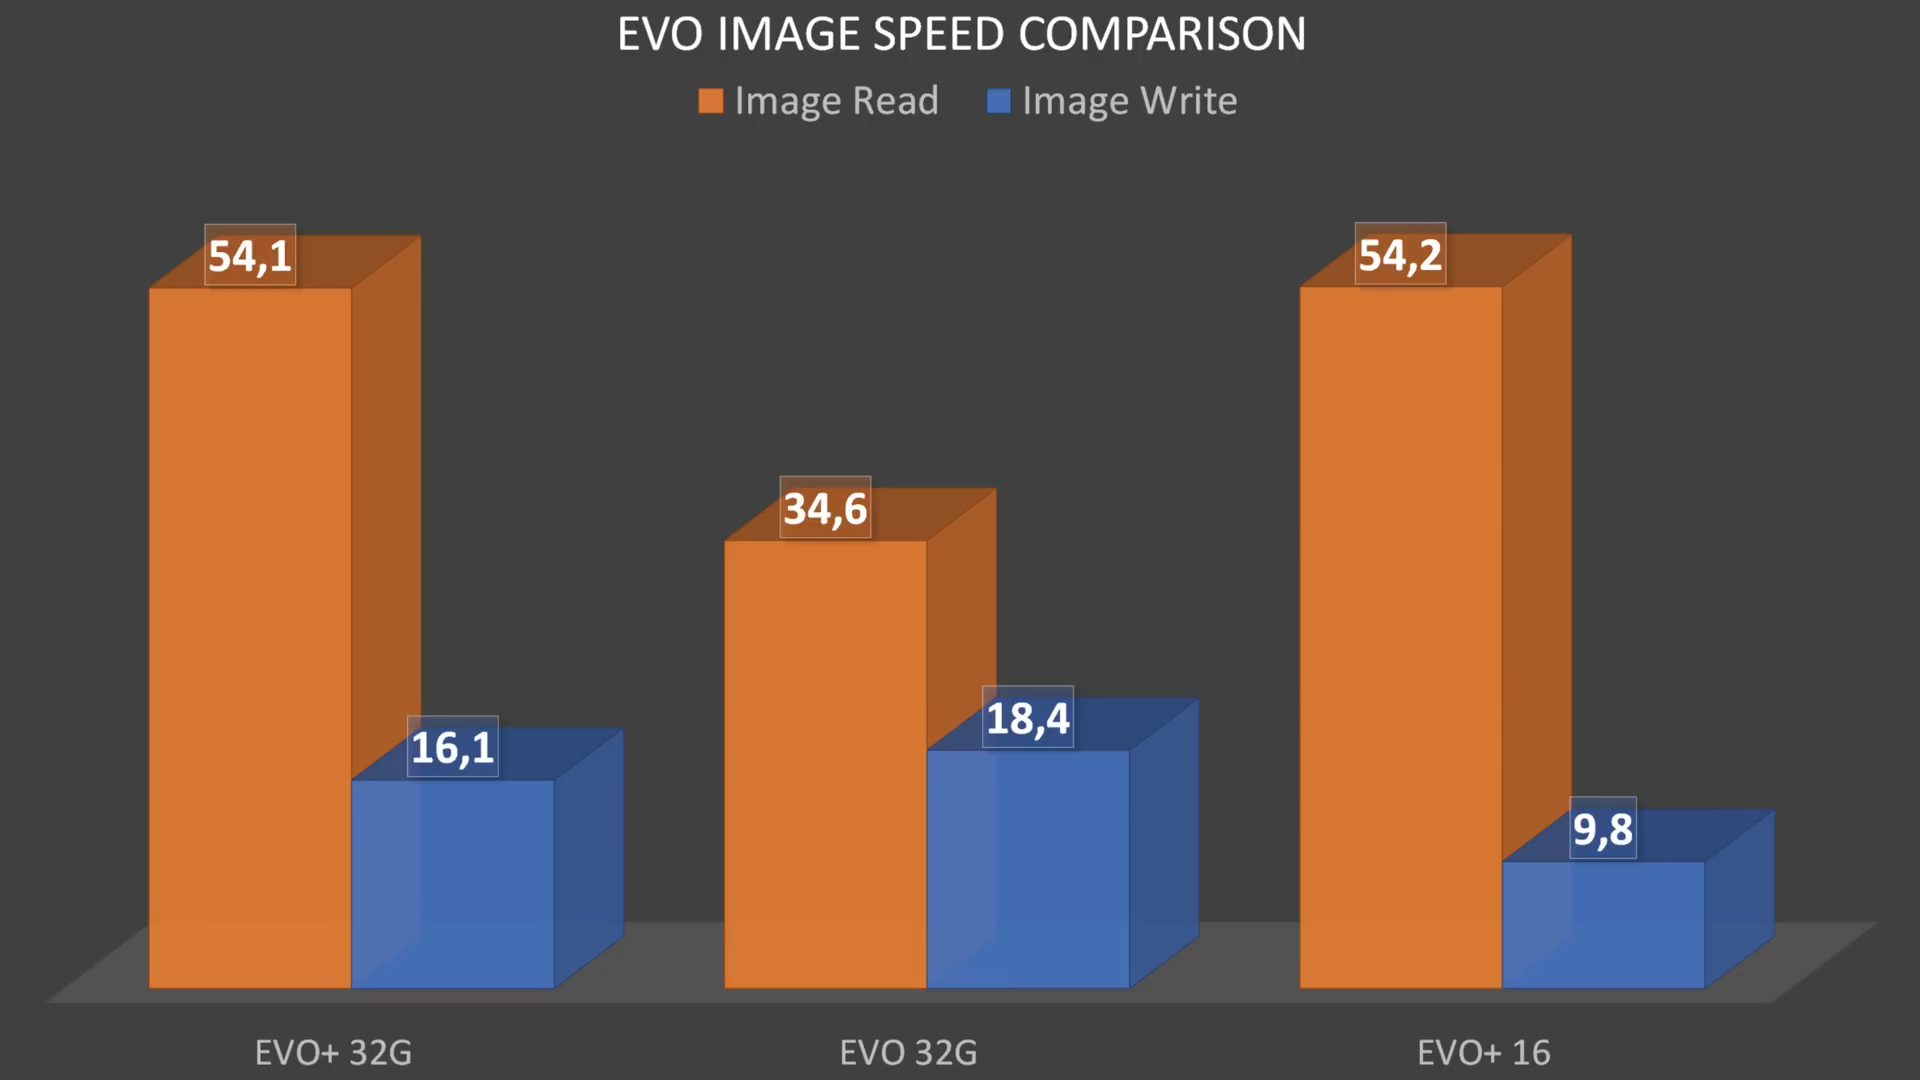 EVO IMAGE SPEED COMPARISON
Image Read Image Write
54,1
54,2
34,6
16,1
18,4
9,8
EVO+ 32G EVO 32G EVO+ 16